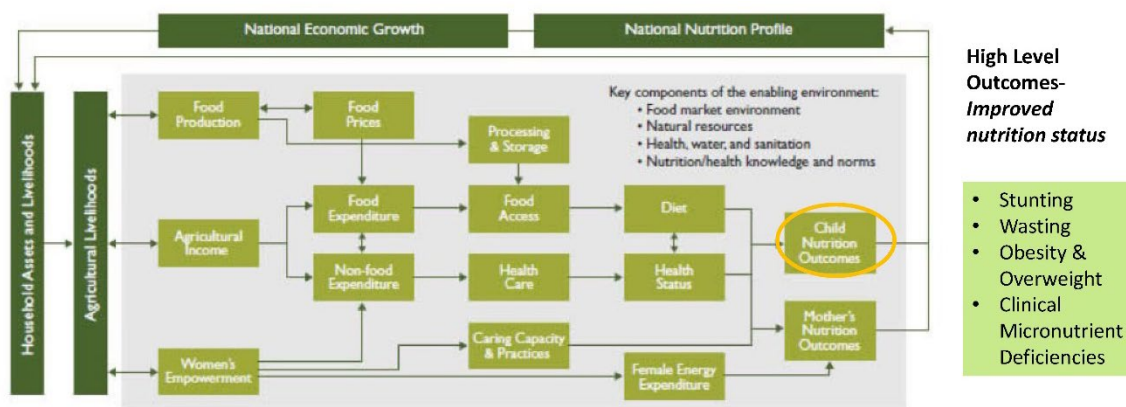 National Economic Growth
National Nutrition Profile
Household Assets and Livelihoods
Agricultural Livelihoods
Food
Production
Food
Prices
Processing
& Storage
Key components of the enabling environment:
• Food market environment
• Natural resources
• Health, water, and sanitation
• Nutrition/health knowledge and norms
Agricultural
Income
Food
Expenditure
Food
Access
Diet
Child
Nutrition
Outcomes
Non-food
Expenditure
Health
Care
Health
Status
Women's
Empowerment
Caring Capacity
& Practices
Female Energy
Expenditure
Mother's
Nutrition
Outcomes
High Level
Outcomes-
Improved
nutrition status
• Stunting
• Wasting
• Obesity &
Overweight
• Clinical
Micronutrient
Deficiencies